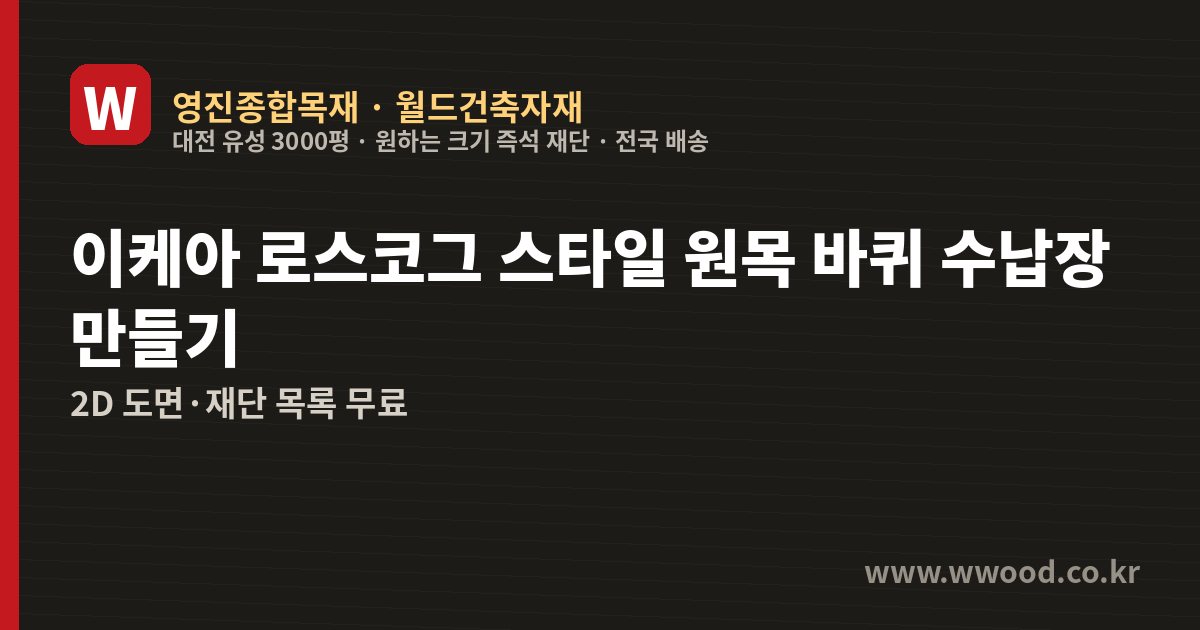 W
영진종합목재 · 월드건축자재
대전 유성 3000평 · 원하는 크기 즉석 재단 · 전국 배송
이케아 로스코그 스타일 원목 바퀴 수납장
만들기
2D 도면·재단 목록 무료
www.wwood.co.kr